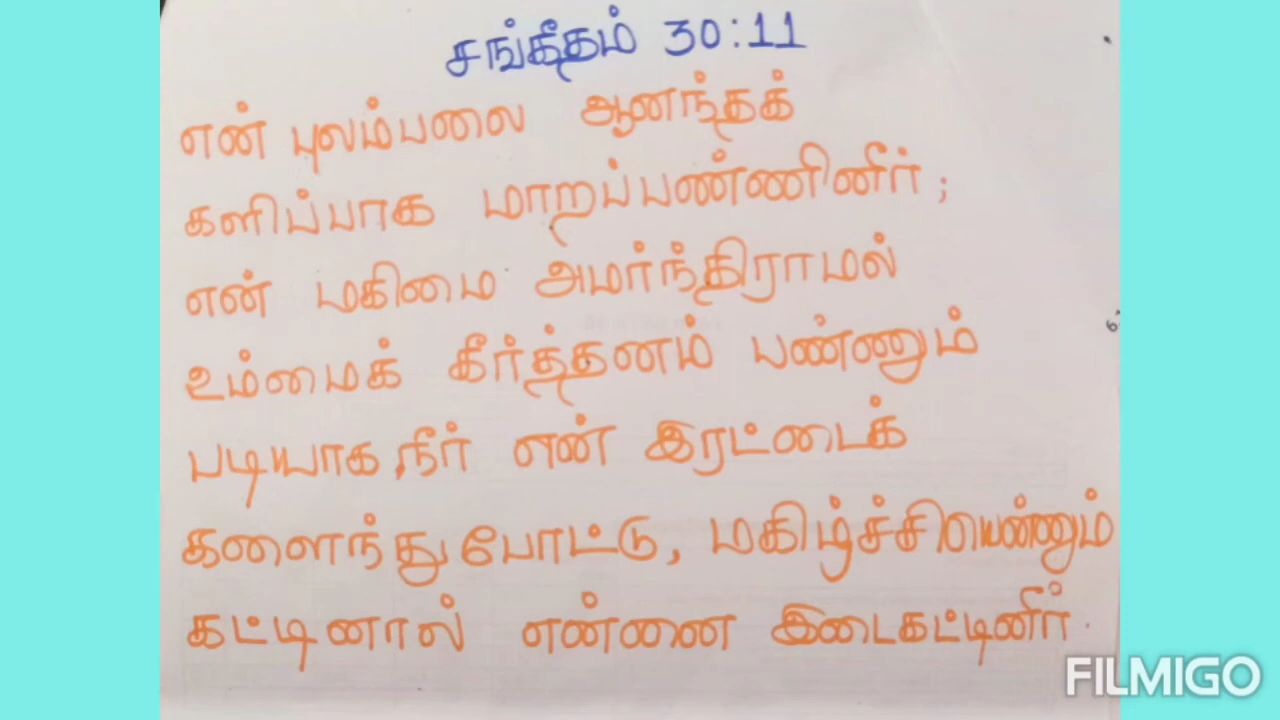 சங்கீதம் 30:11
என் புலம்பலை ஆனந்தக்
களிப்பாக மாறப்பண்ணினீர்;
என் மகிமை அமர்ந்திராமல்
உம்மைக் கீர்த்தனம் பண்ணும்
படியாக நீர் என் இரட்டைக்
களைந்துபோட்டு, மகிழ்ச்சியெண்னும்
கட்டினால் என்னை இடைகட்டினீர்.
FILMIGO